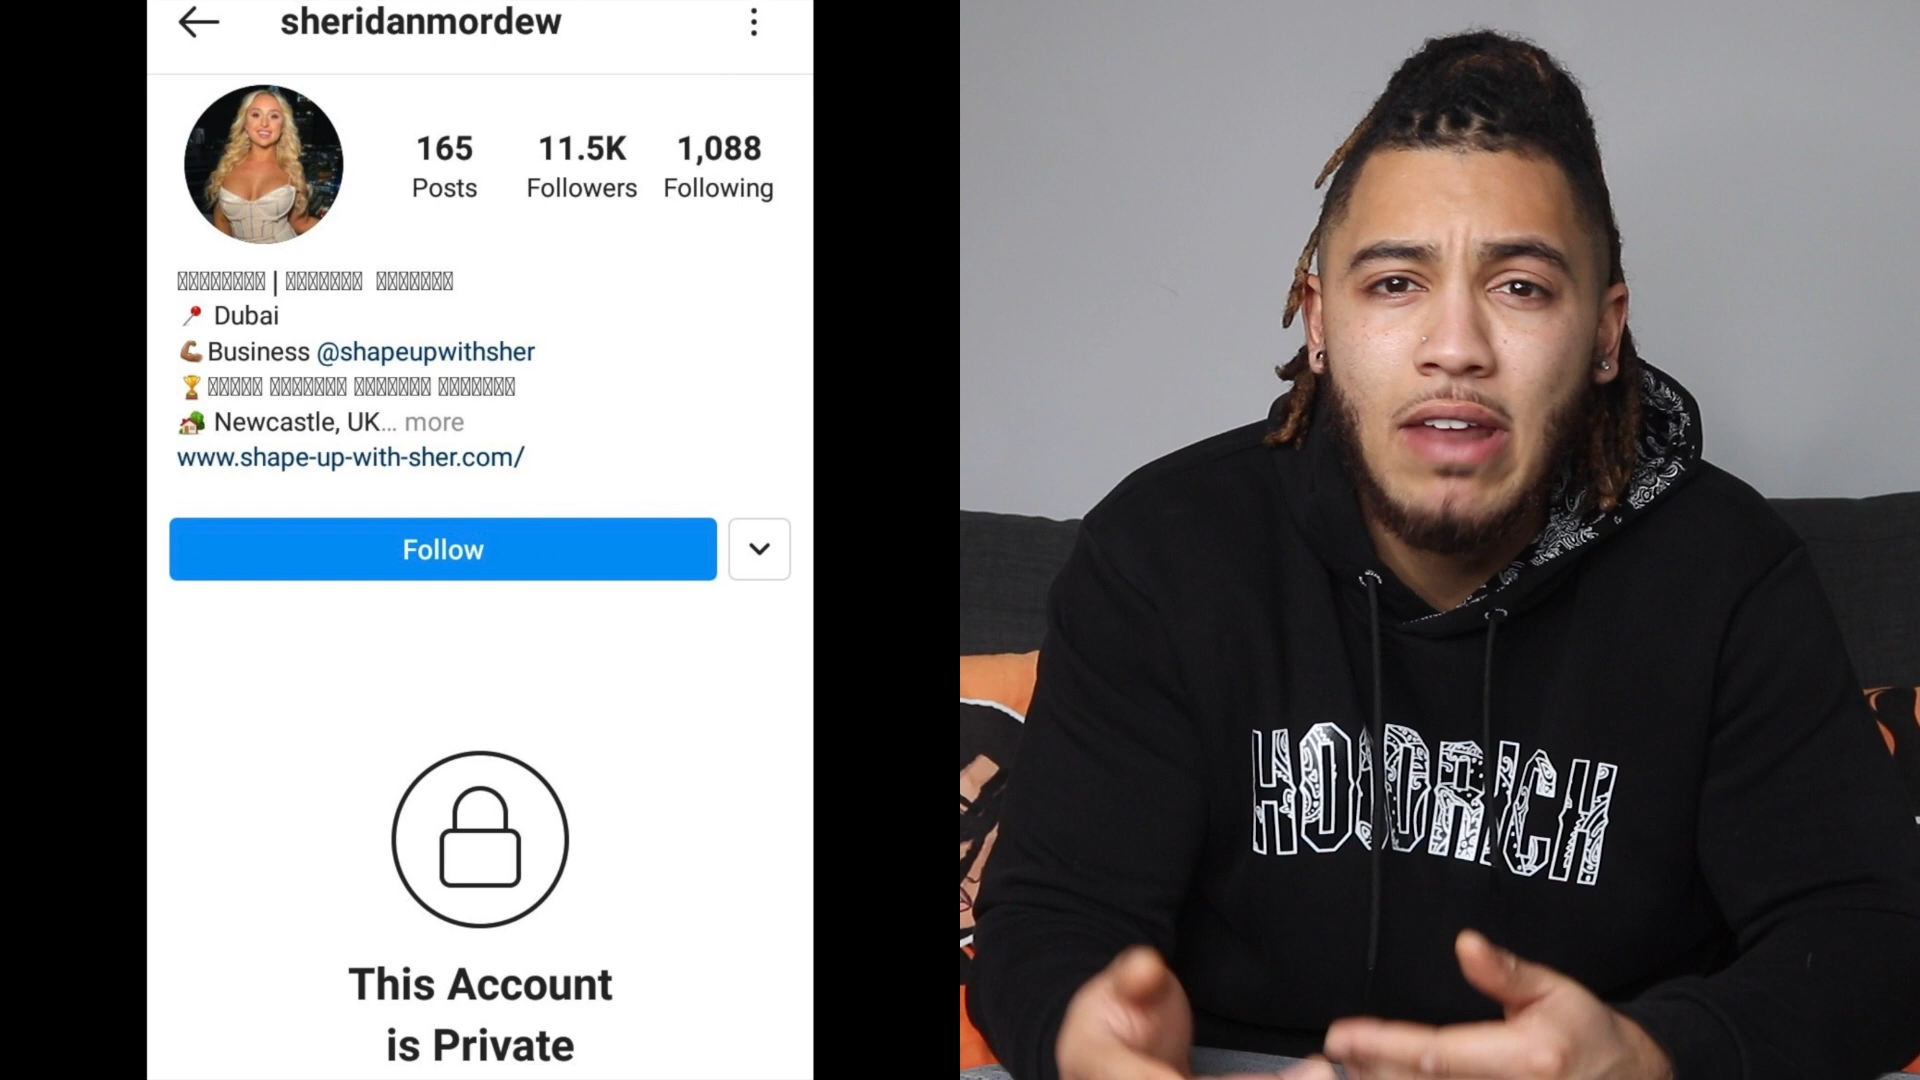 sheridanmordew
165 11.5K 1,088
Posts Followers Following
|
Dubai
Business @shapeupwithsher
Newcastle, UK... more
www.shape-up-with-sher.com/
Follow
This Account
is Private
HOODRICH